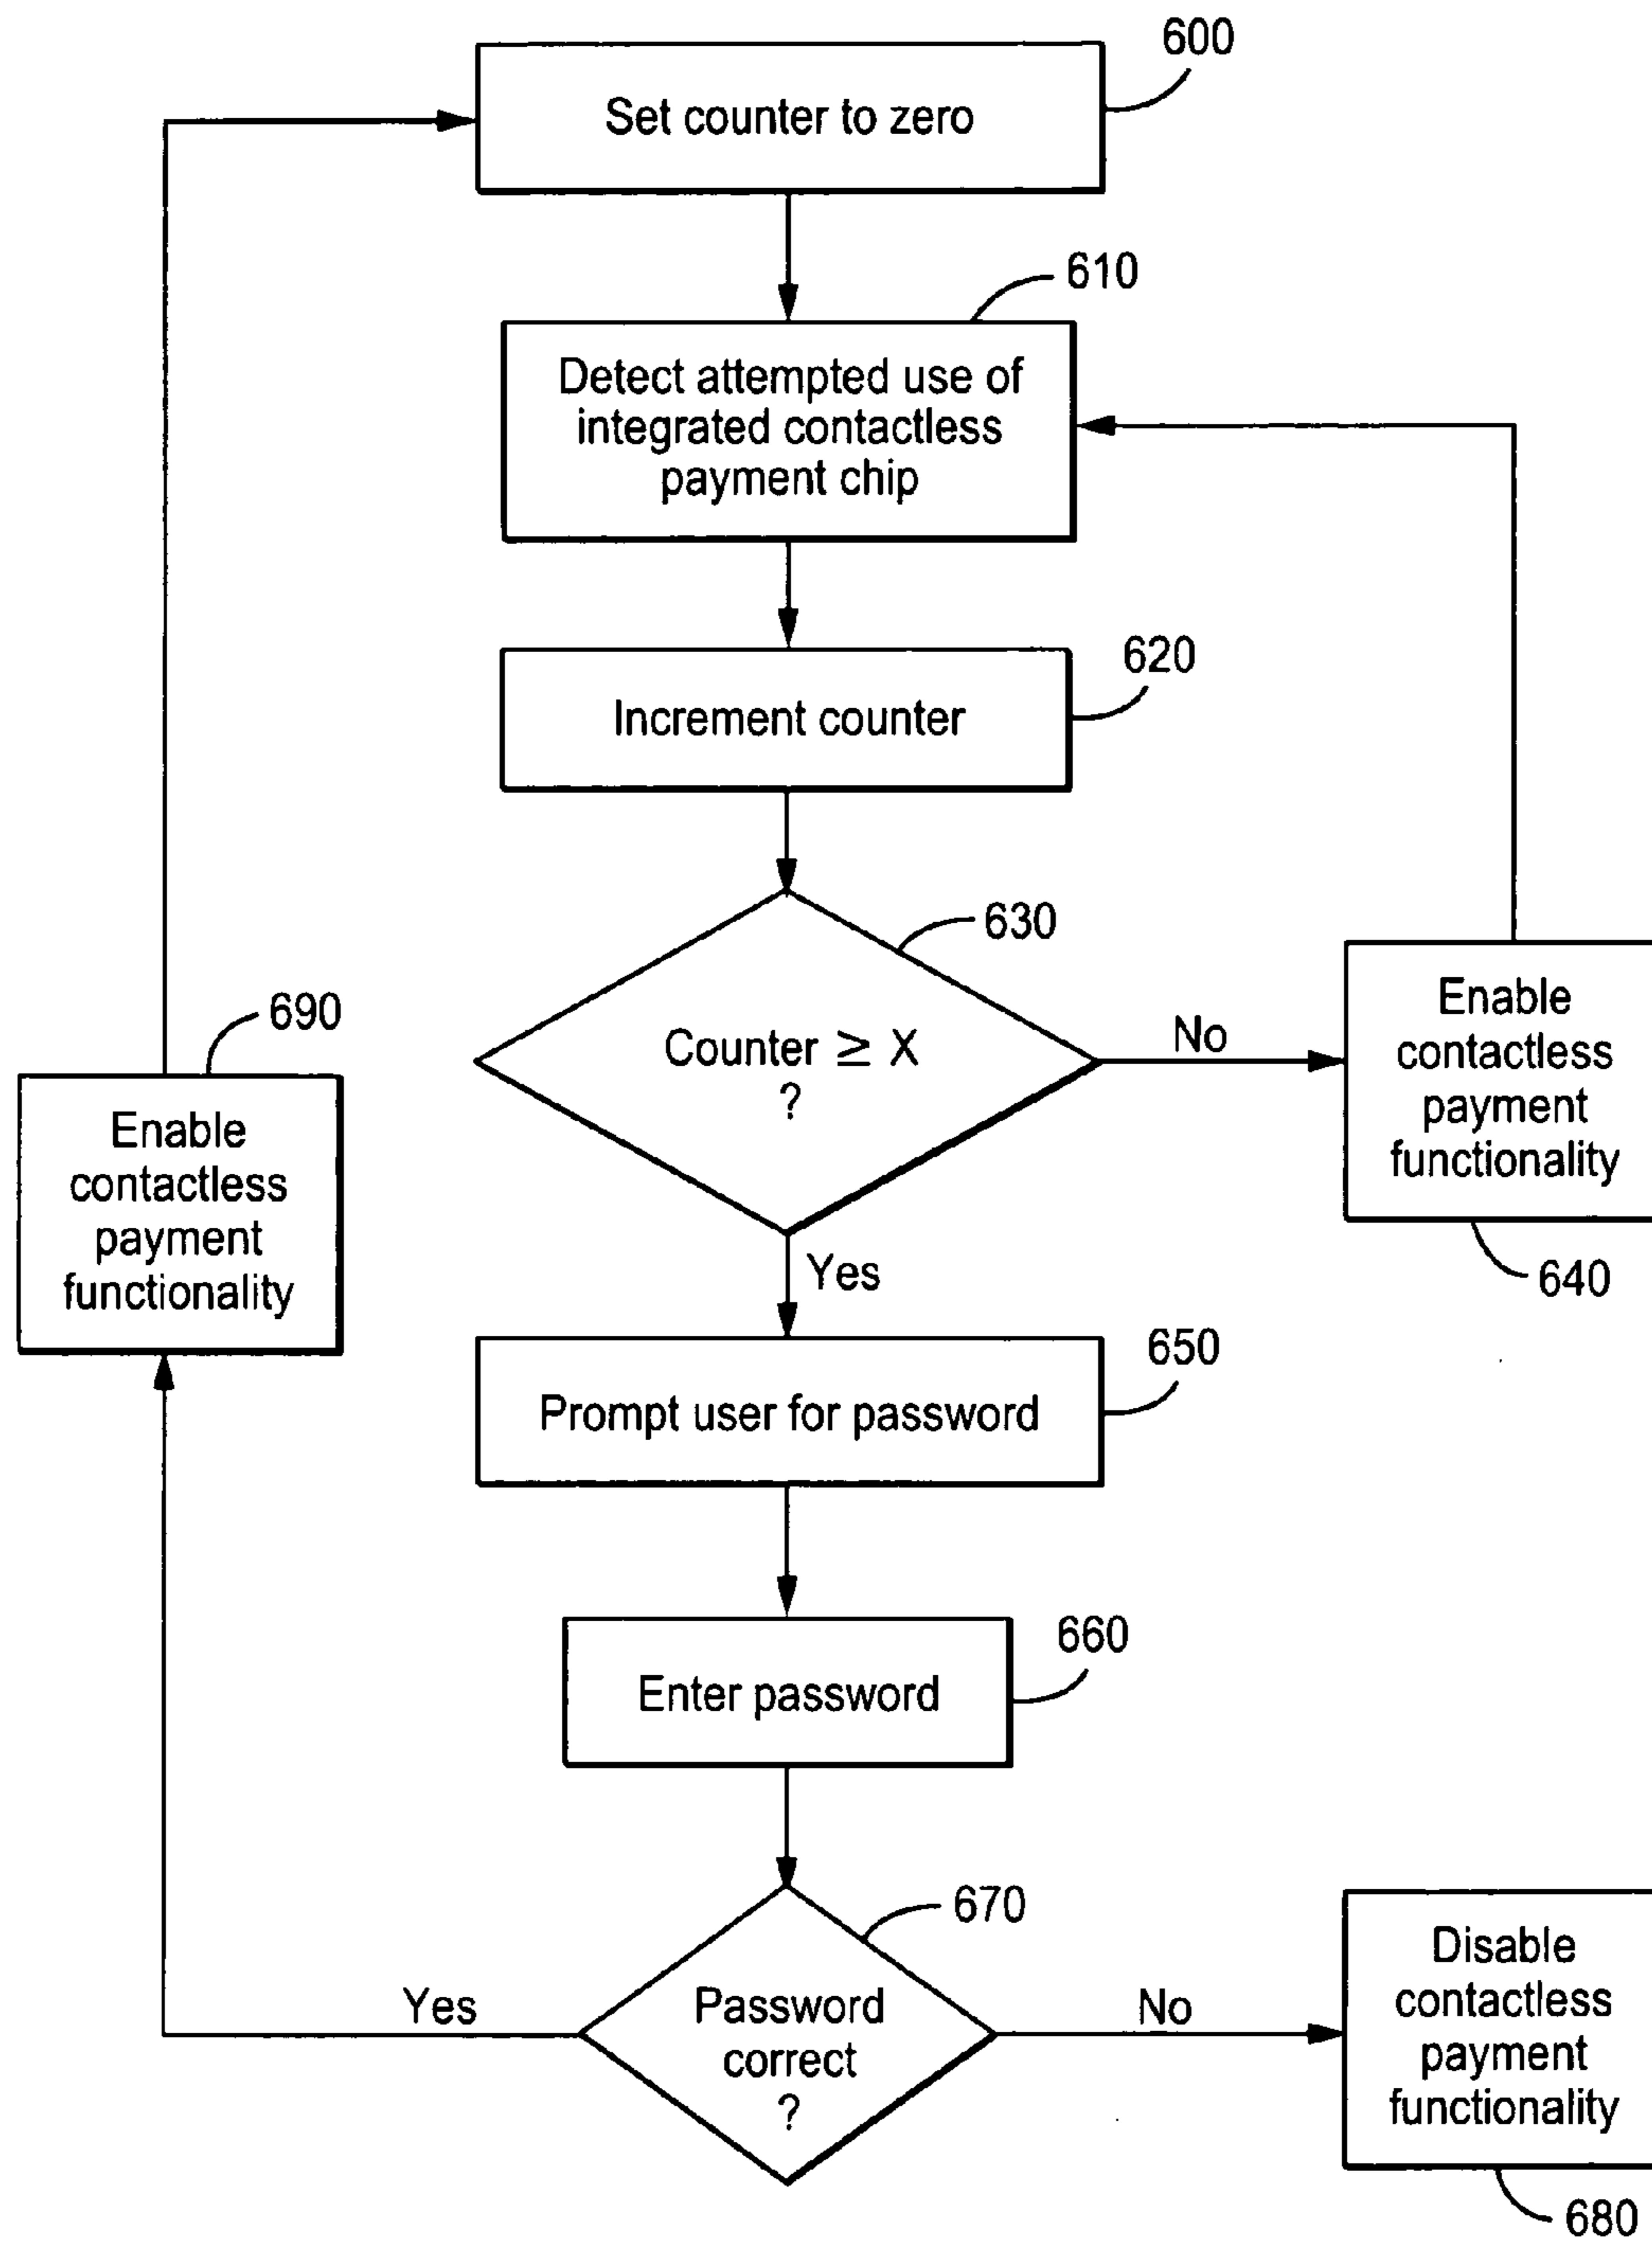 600
Set counter to zero
610
Detect attempted use of
integrated contactless
payment chip
620
Increment counter
630
Counter ≥ X
?
No
Enable
contactless
payment
functionality
640
690
Enable
contactless
payment
functionality
Yes
650
Prompt user for password
660
Enter password
670
Password
correct
?
Yes
No
Disable
contactless
payment
functionality
680